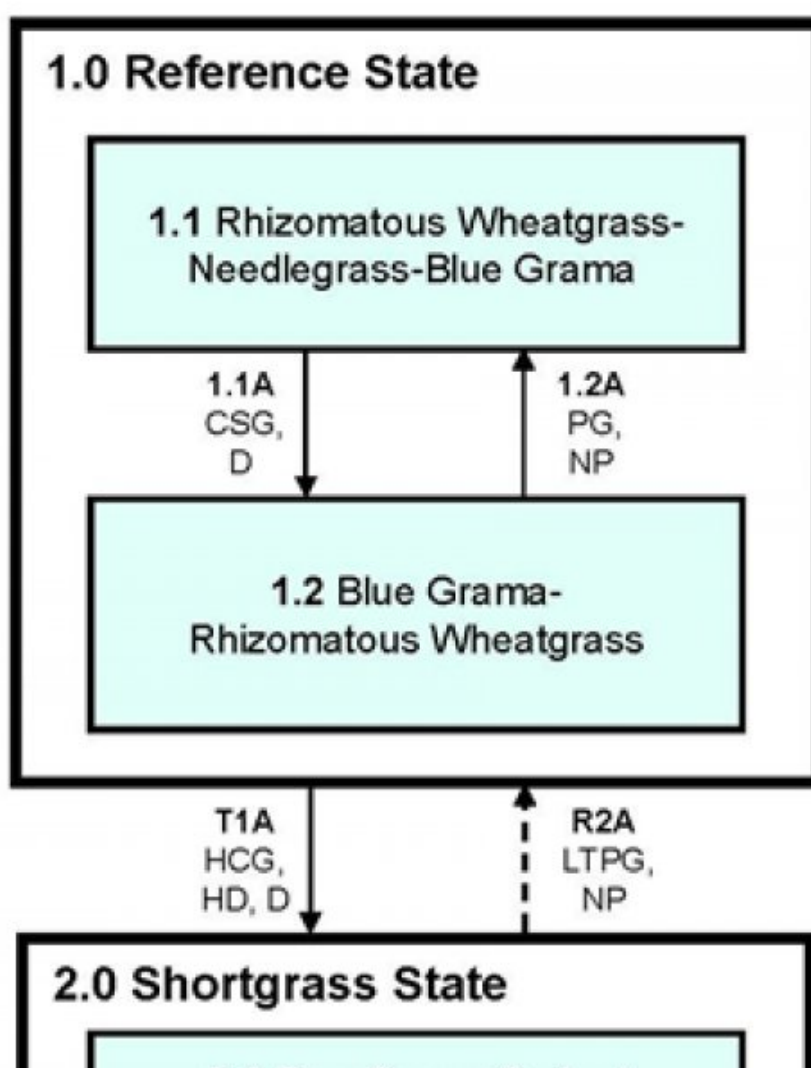 1.0 Reference State
1.1 Rhizomatous Wheatgrass-
Needlegrass-Blue Grama
1.1A
CSG,
D
1.2A
PG,
NP
1.2 Blue Grama-
Rhizomatous Wheatgrass
T1A
HCG,
HD, D
R2A
LTPG,
NP
2.0 Shortgrass State